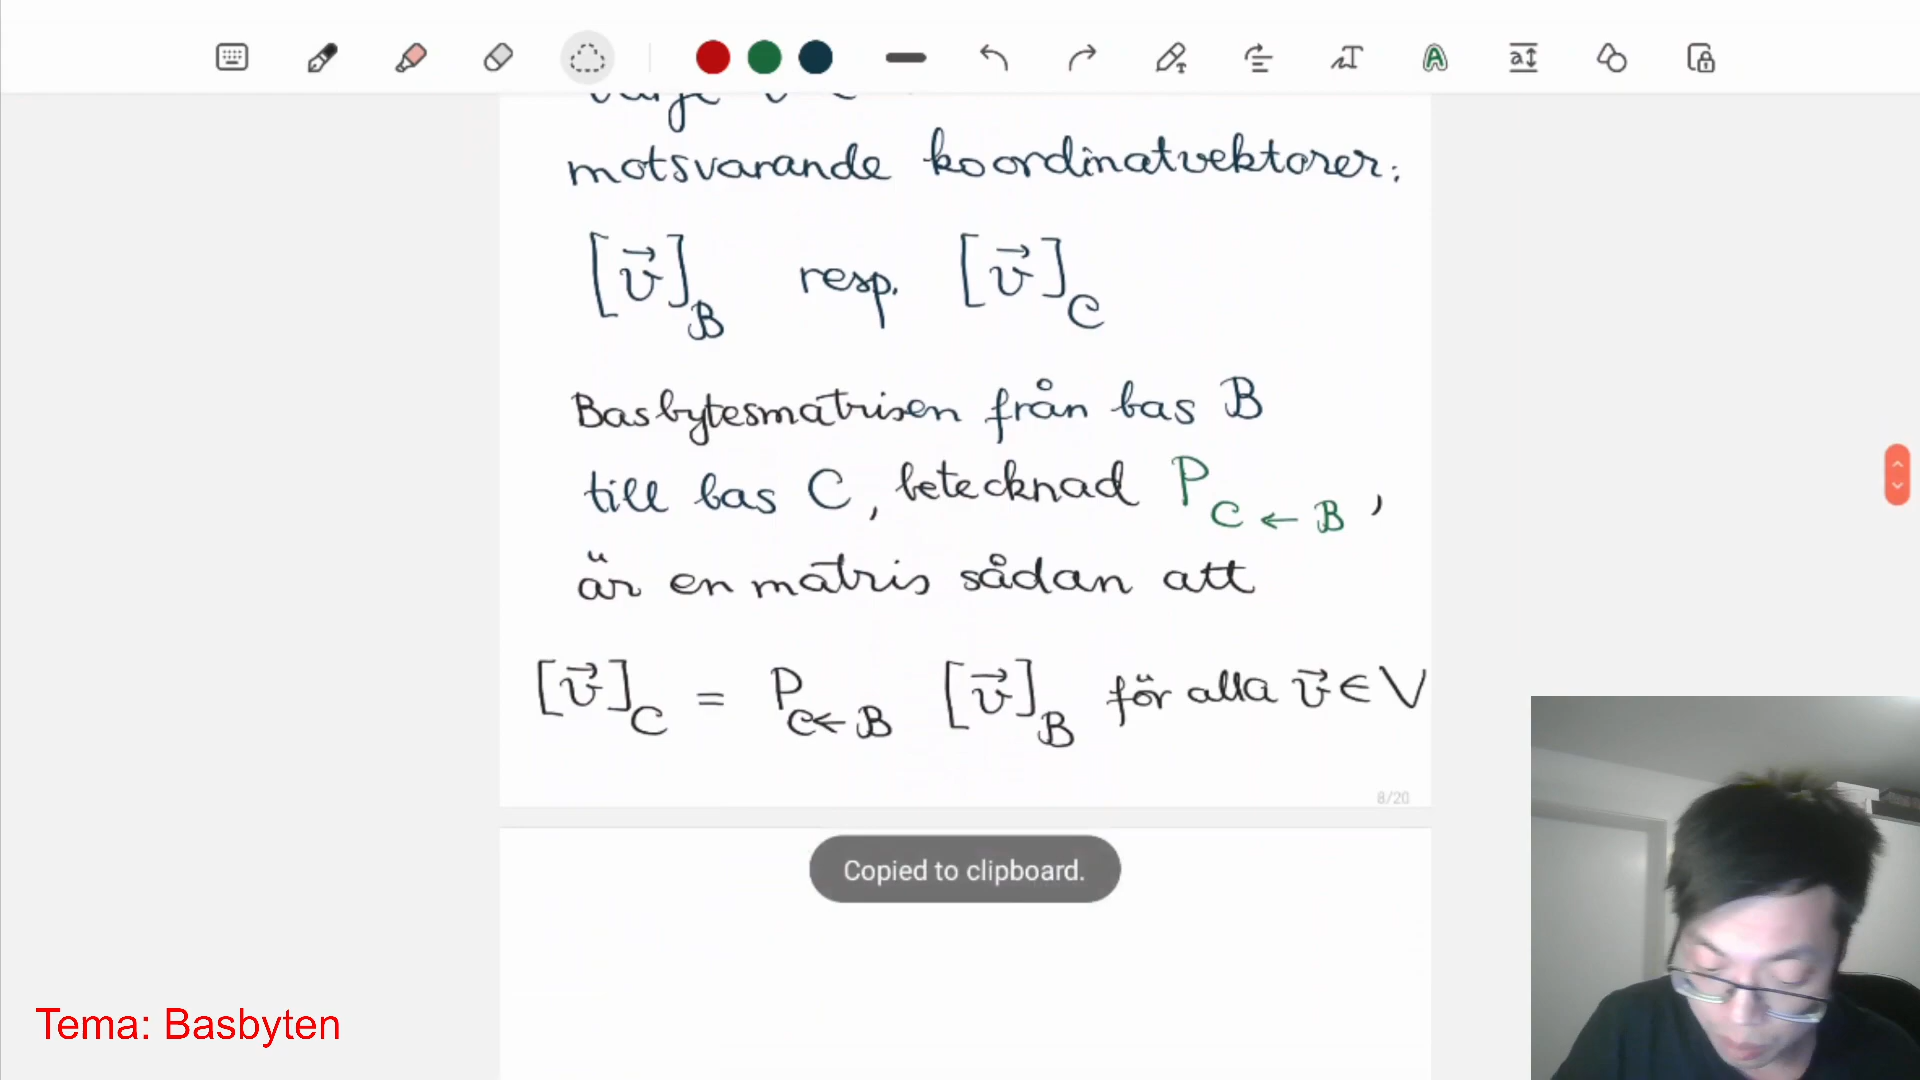 motsvarande koordinatvektorer:
[v⃗]_B resp. [v⃗]_C
Basbytesmatrisen från bas B
till bas C, betecknad P_{C←B},
är en matris sådan att
[v⃗]_C = P_{C←B} [v⃗]_B för alla v⃗ ∈ V
8/20
Copied to clipboard.
Tema: Basbyten